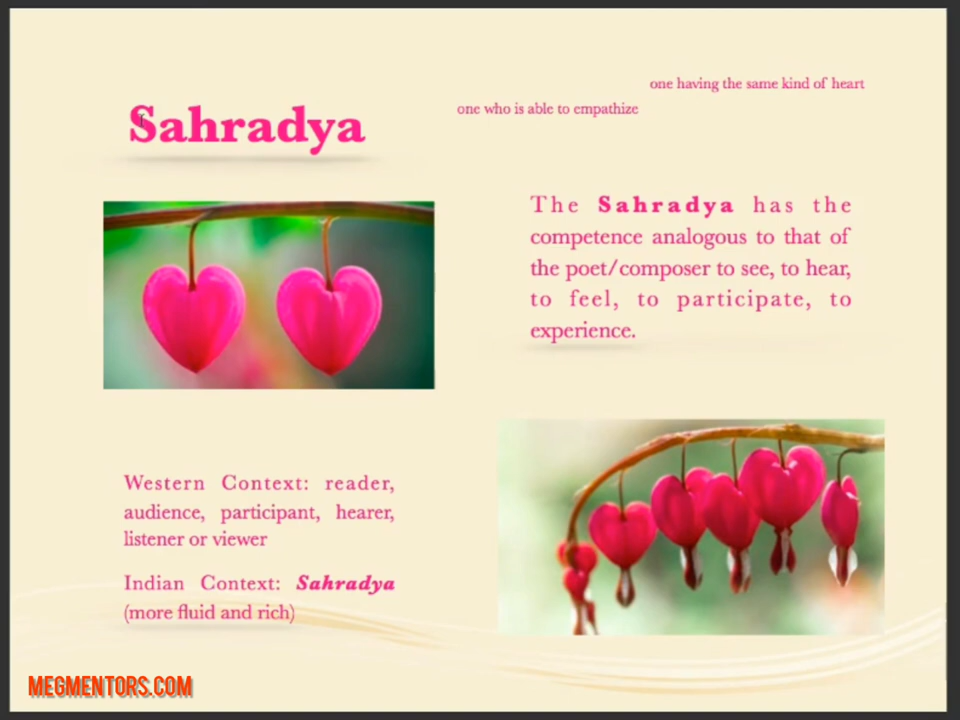 one having the same kind of heart
one who is able to empathize
Sahradya
The Sahradya has the
competence analogous to that of
the poet/composer to see, to hear,
to feel, to participate, to
experience.
Western Context: reader,
audience, participant, hearer,
listener or viewer
Indian Context: Sahradya
(more fluid and rich)
MEGMENTORS.COM